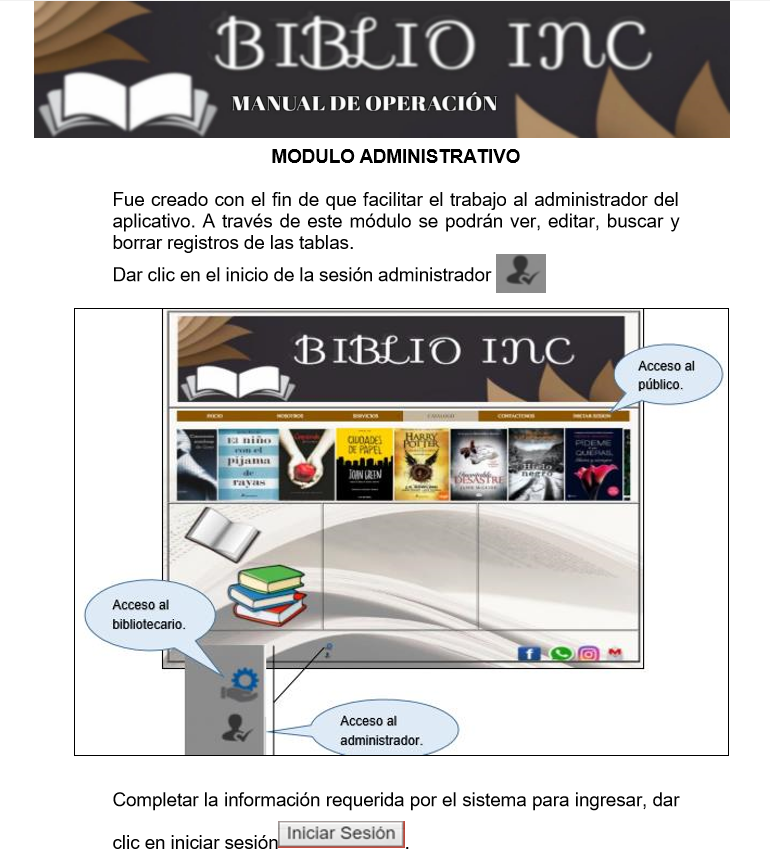 BIBLIO INC
MANUAL DE OPERACIÓN
MODULO ADMINISTRATIVO
Fue creado con el fin de que facilitar el trabajo al administrador del
aplicativo. A través de este módulo se podrán ver, editar, buscar y
borrar registros de las tablas.
Dar clic en el inicio de la sesión administrador
BIBLIO INC
Acceso al
público.
INICIO NOSOTROS SERVICIOS CATALOGO CONTACTENOS INICIAR SESION
El niño
con el
pijama
de
rayas
CIUDADES
DE PAPEL
JOHN GREEN
HARRY
POTTER
DESASTRE
Hielo
negro
PÍDEME
QUIERAS
Acceso al
bibliotecario.
Acceso al
administrador.
Completar la información requerida por el sistema para ingresar, dar
clic en iniciar sesión Iniciar Sesión .